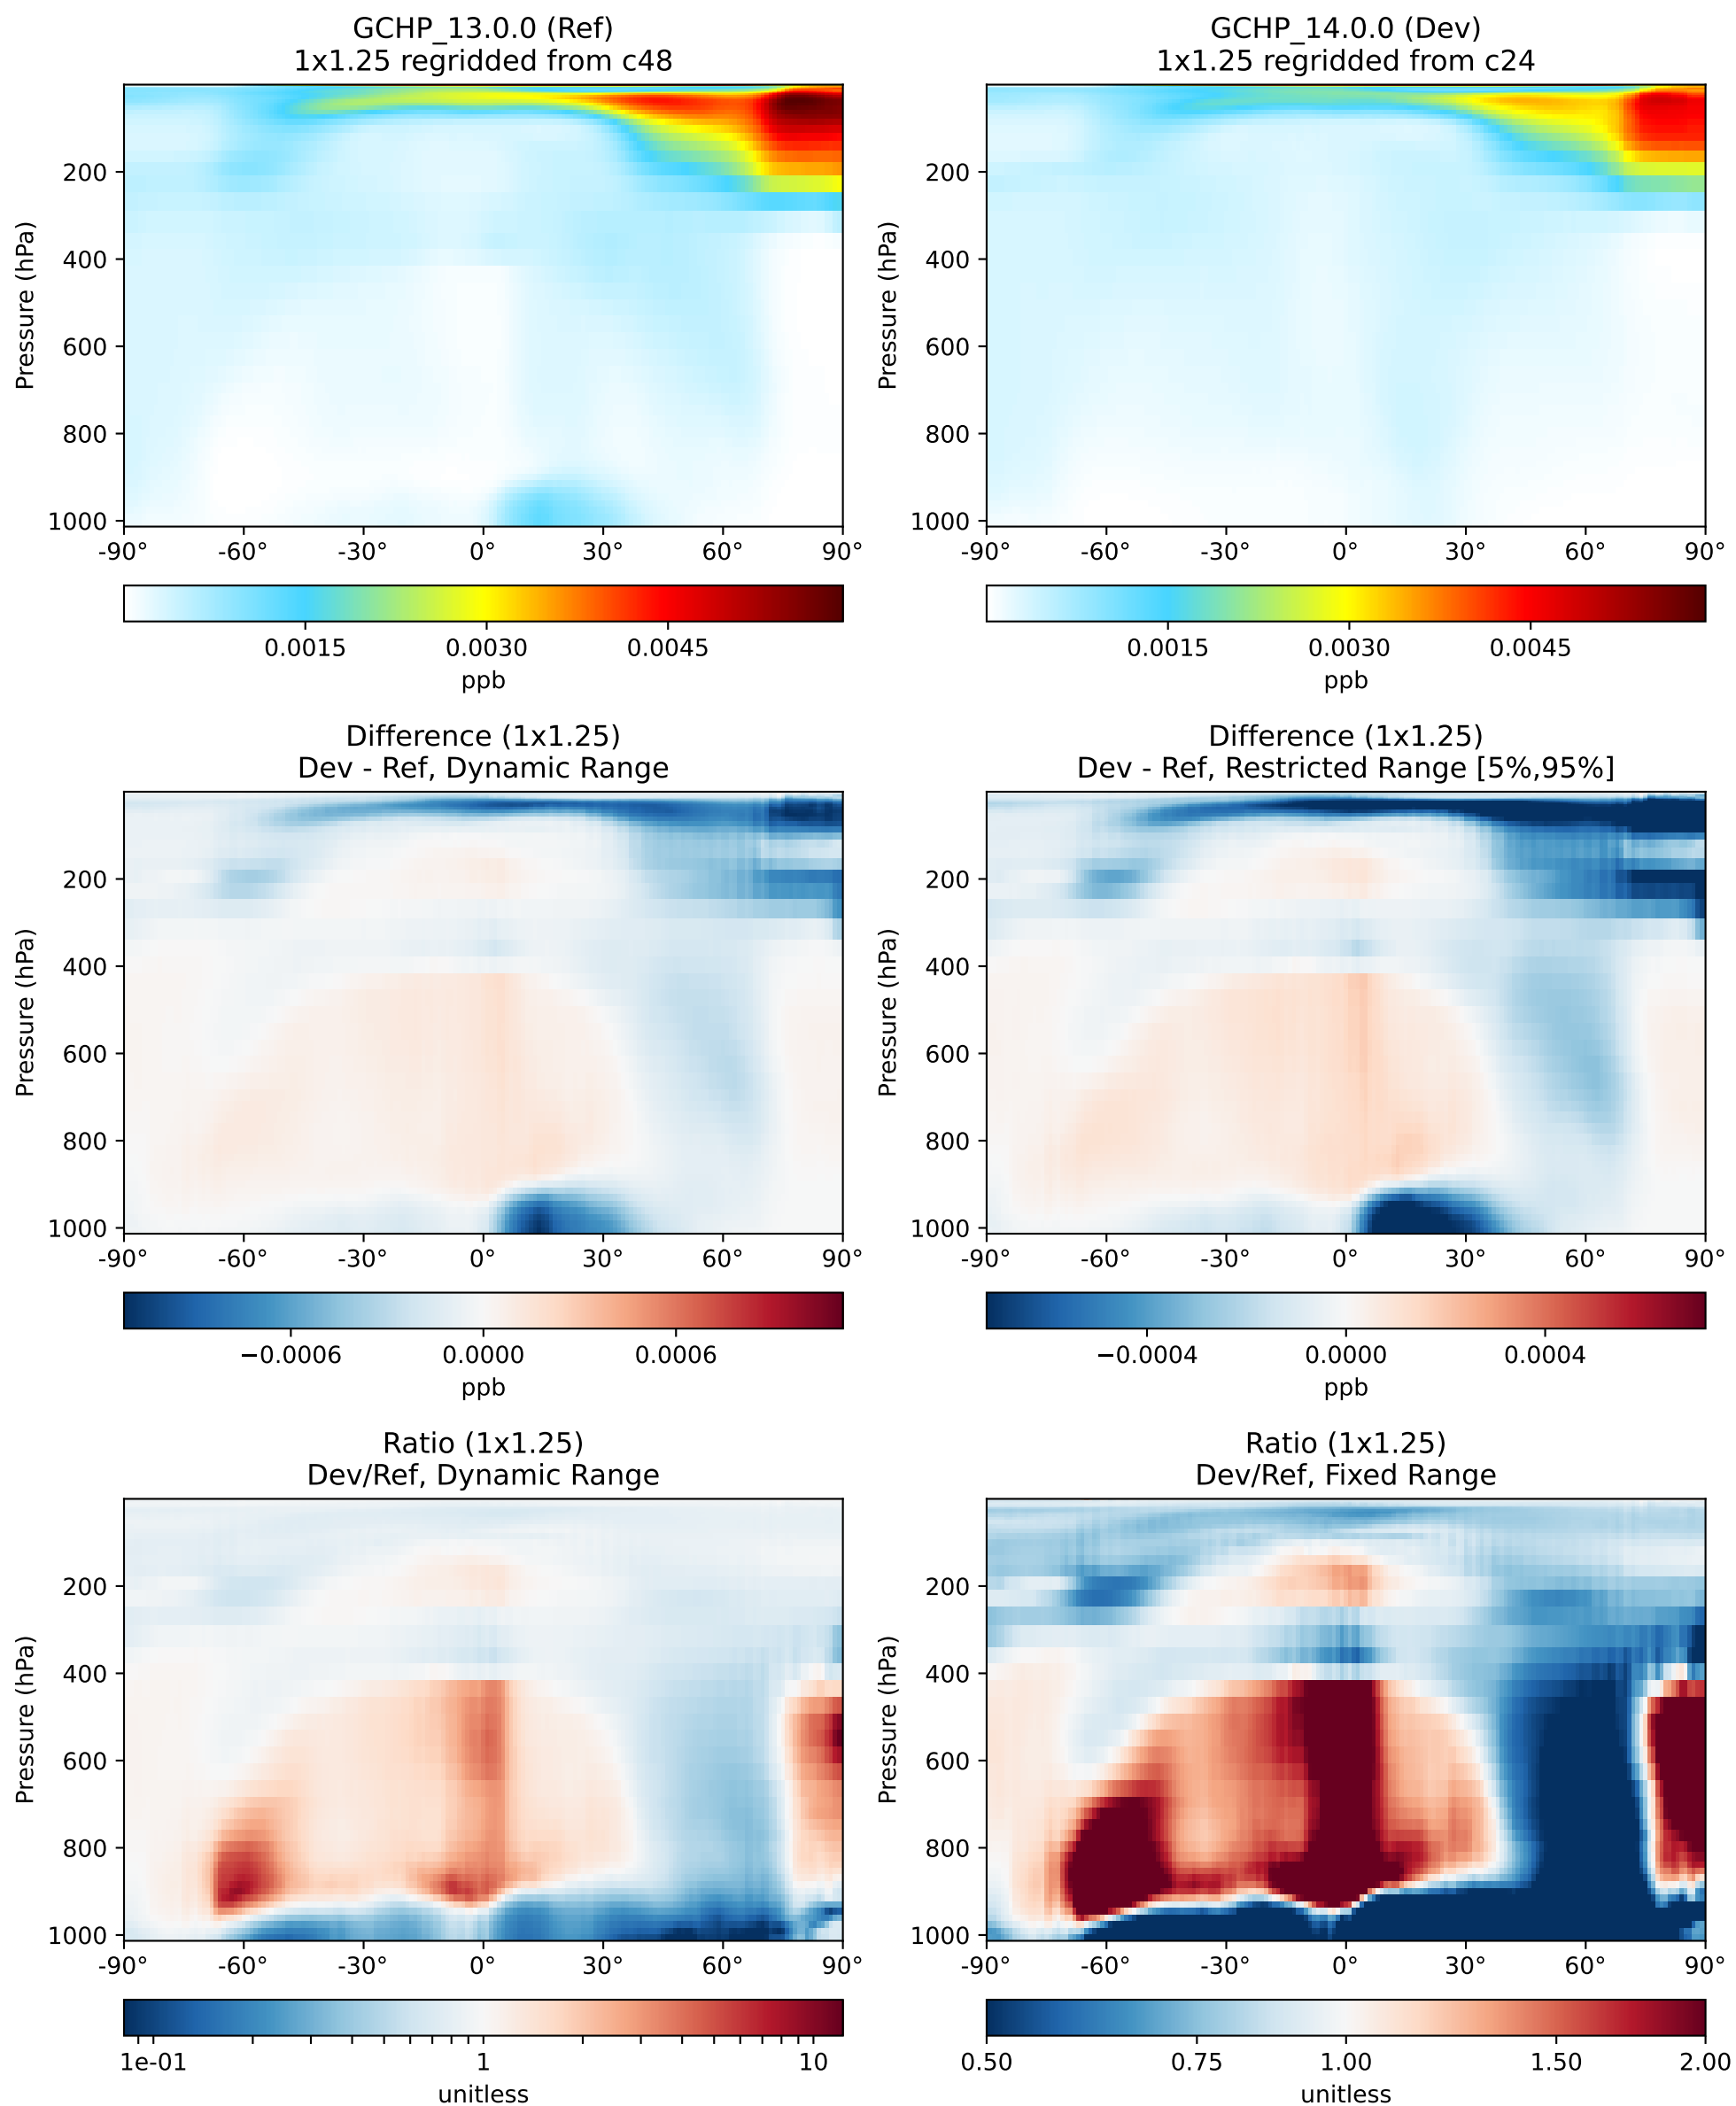 GCHP_13.0.0 (Ref)
1x1.25 regridded from c48
GCHP_14.0.0 (Dev)
1x1.25 regridded from c24
Pressure (hPa)
200
400
600
800
1000
-90° -60° -30° 0° 30° 60° 90°
0.0015 0.0030 0.0045
ppb
Pressure (hPa)
200
400
600
800
1000
-90° -60° -30° 0° 30° 60° 90°
0.0015 0.0030 0.0045
ppb
Difference (1x1.25)
Dev - Ref, Dynamic Range
Difference (1x1.25)
Dev - Ref, Restricted Range [5%,95%]
Pressure (hPa)
200
400
600
800
1000
-90° -60° -30° 0° 30° 60° 90°
−0.0006 0.0000 0.0006
ppb
Pressure (hPa)
200
400
600
800
1000
-90° -60° -30° 0° 30° 60° 90°
−0.0004 0.0000 0.0004
ppb
Ratio (1x1.25)
Dev/Ref, Dynamic Range
Ratio (1x1.25)
Dev/Ref, Fixed Range
Pressure (hPa)
200
400
600
800
1000
-90° -60° -30° 0° 30° 60° 90°
1e-01 1 10
unitless
Pressure (hPa)
200
400
600
800
1000
-90° -60° -30° 0° 30° 60° 90°
0.50 0.75 1.00 1.50 2.00
unitless